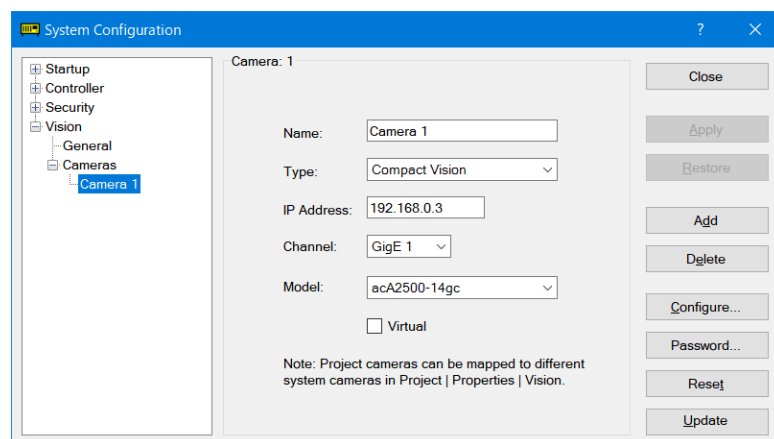 System Configuration
Startup
Controller
Security
Vision
General
Cameras
Camera 1
Camera: 1
Name: Camera 1
Type: Compact Vision
IP Address: 192.168.0.3
Channel: GigE 1
Model: acA2500-14gc
Virtual
Note: Project cameras can be mapped to different
system cameras in Project | Properties | Vision.
Close
Apply
Restore
Add
Delete
Configure...
Password...
Reset
Update